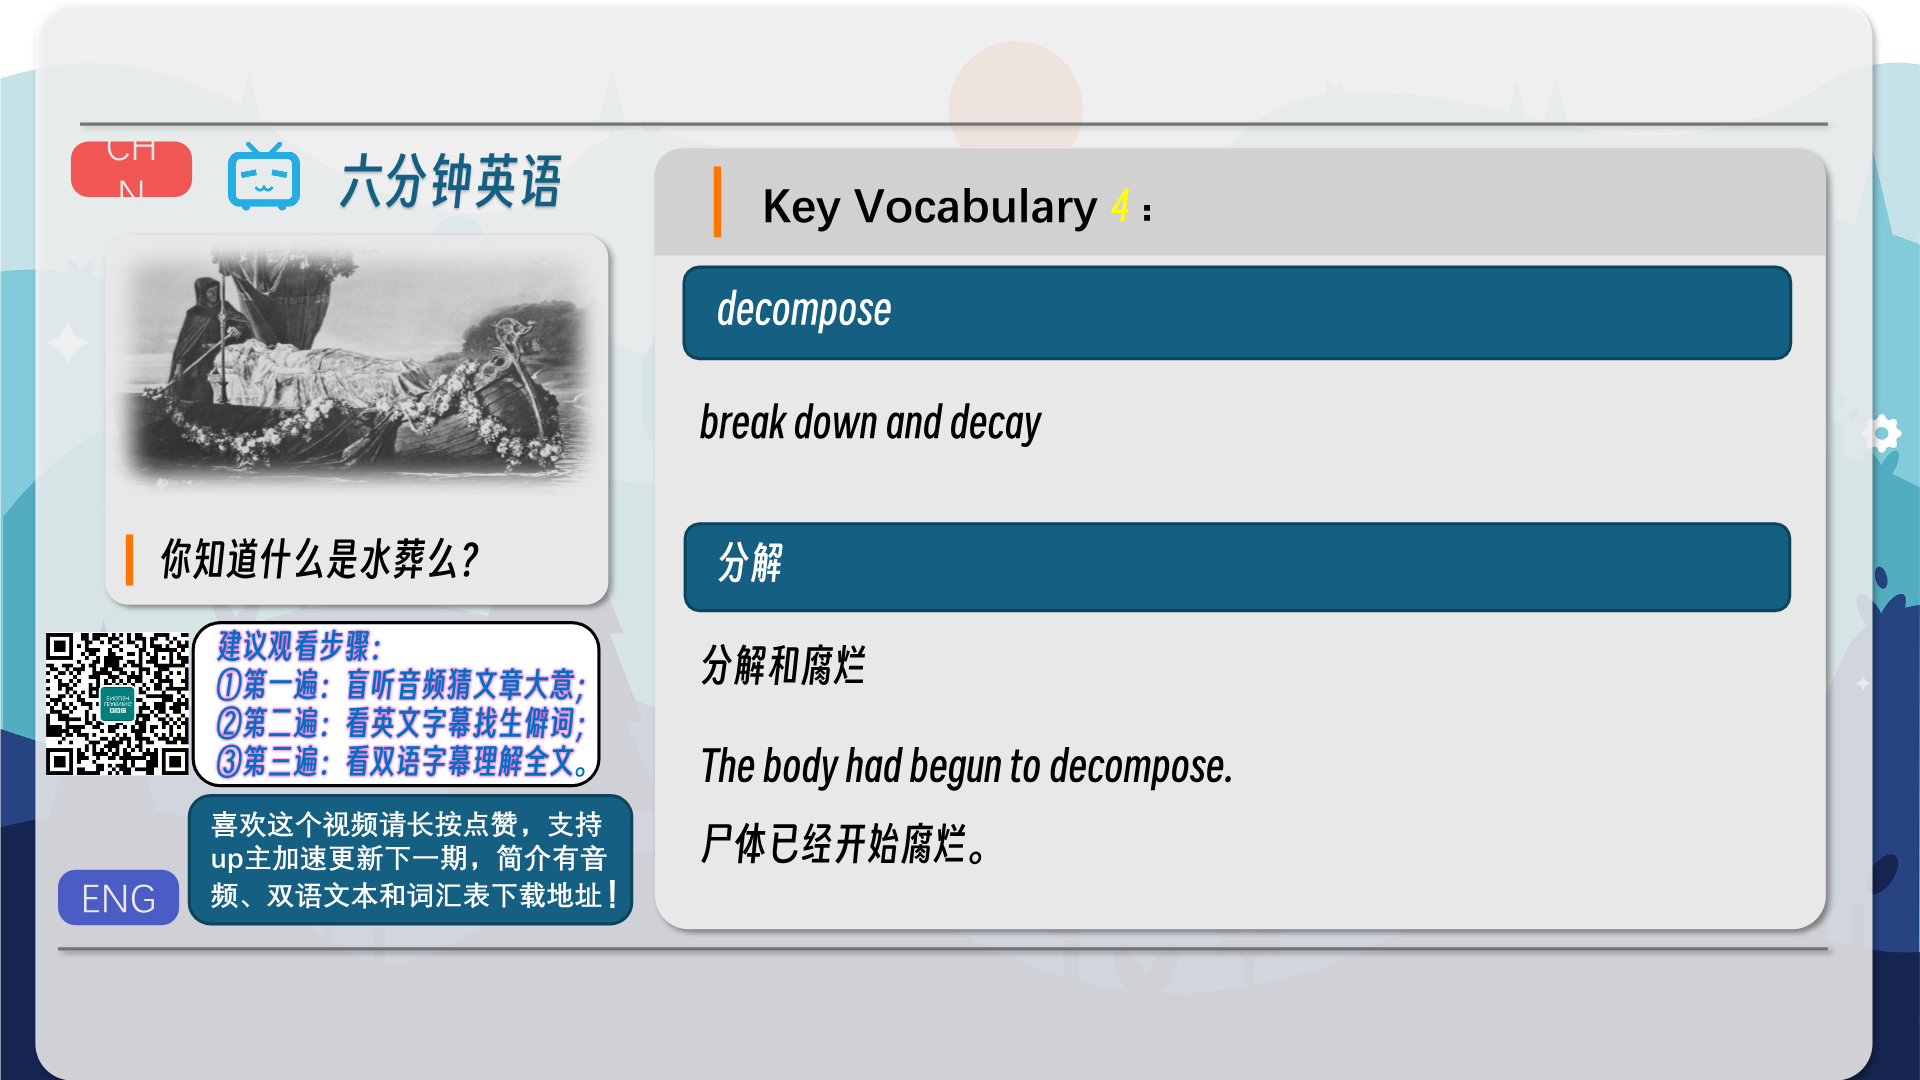 CH
N
六分钟英语
你知道什么是水葬么？
建议观看步骤：
①第一遍：盲听音频猜文章大意；
②第二遍：看英文字幕找生僻词；
③第三遍：看双语字幕理解全文。
喜欢这个视频请长按点赞，支持
up主加速更新下一期，简介有音
频、双语文本和词汇表下载地址！
ENG
Key Vocabulary 4：
decompose
break down and decay
分解
分解和腐烂
The body had begun to decompose.
尸体已经开始腐烂。